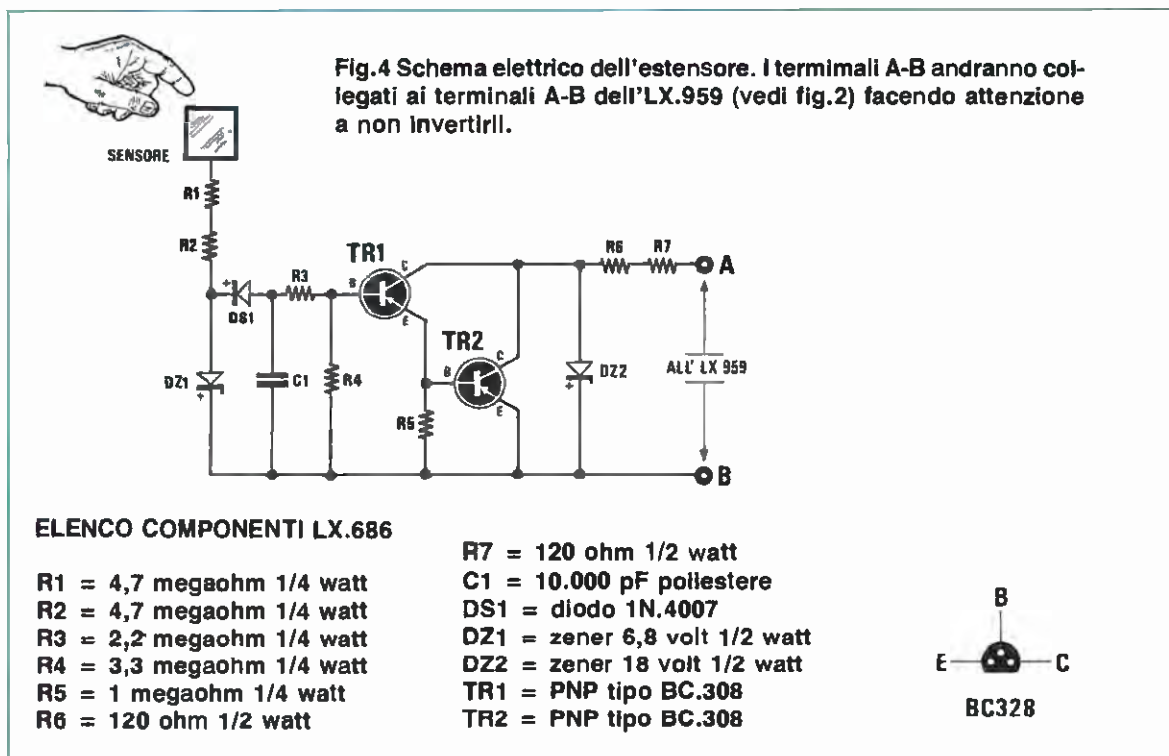 Fig.4 Schema elettrico dell'estensore. I termimali A-B andranno col-
legati ai terminali A-B dell'LX.959 (vedi fig.2) facendo attenzione
a non invertirli.
SENSORE
R1
R2
TR1
C
B
E
R3
DS1
+
R6
R7
A
TR2
C
B
E
DZ1
+
C1
R4
R5
DZ2
+
ALL' LX 959
B
ELENCO COMPONENTI LX.686
R1 = 4,7 megaohm 1/4 watt
R2 = 4,7 megaohm 1/4 watt
R3 = 2,2 megaohm 1/4 watt
R4 = 3,3 megaohm 1/4 watt
R5 = 1 megaohm 1/4 watt
R6 = 120 ohm 1/2 watt
R7 = 120 ohm 1/2 watt
C1 = 10.000 pF poliestere
DS1 = diodo 1N.4007
DZ1 = zener 6,8 volt 1/2 watt
DZ2 = zener 18 volt 1/2 watt
TR1 = PNP tipo BC.308
TR2 = PNP tipo BC.308
B
E
C
BC328